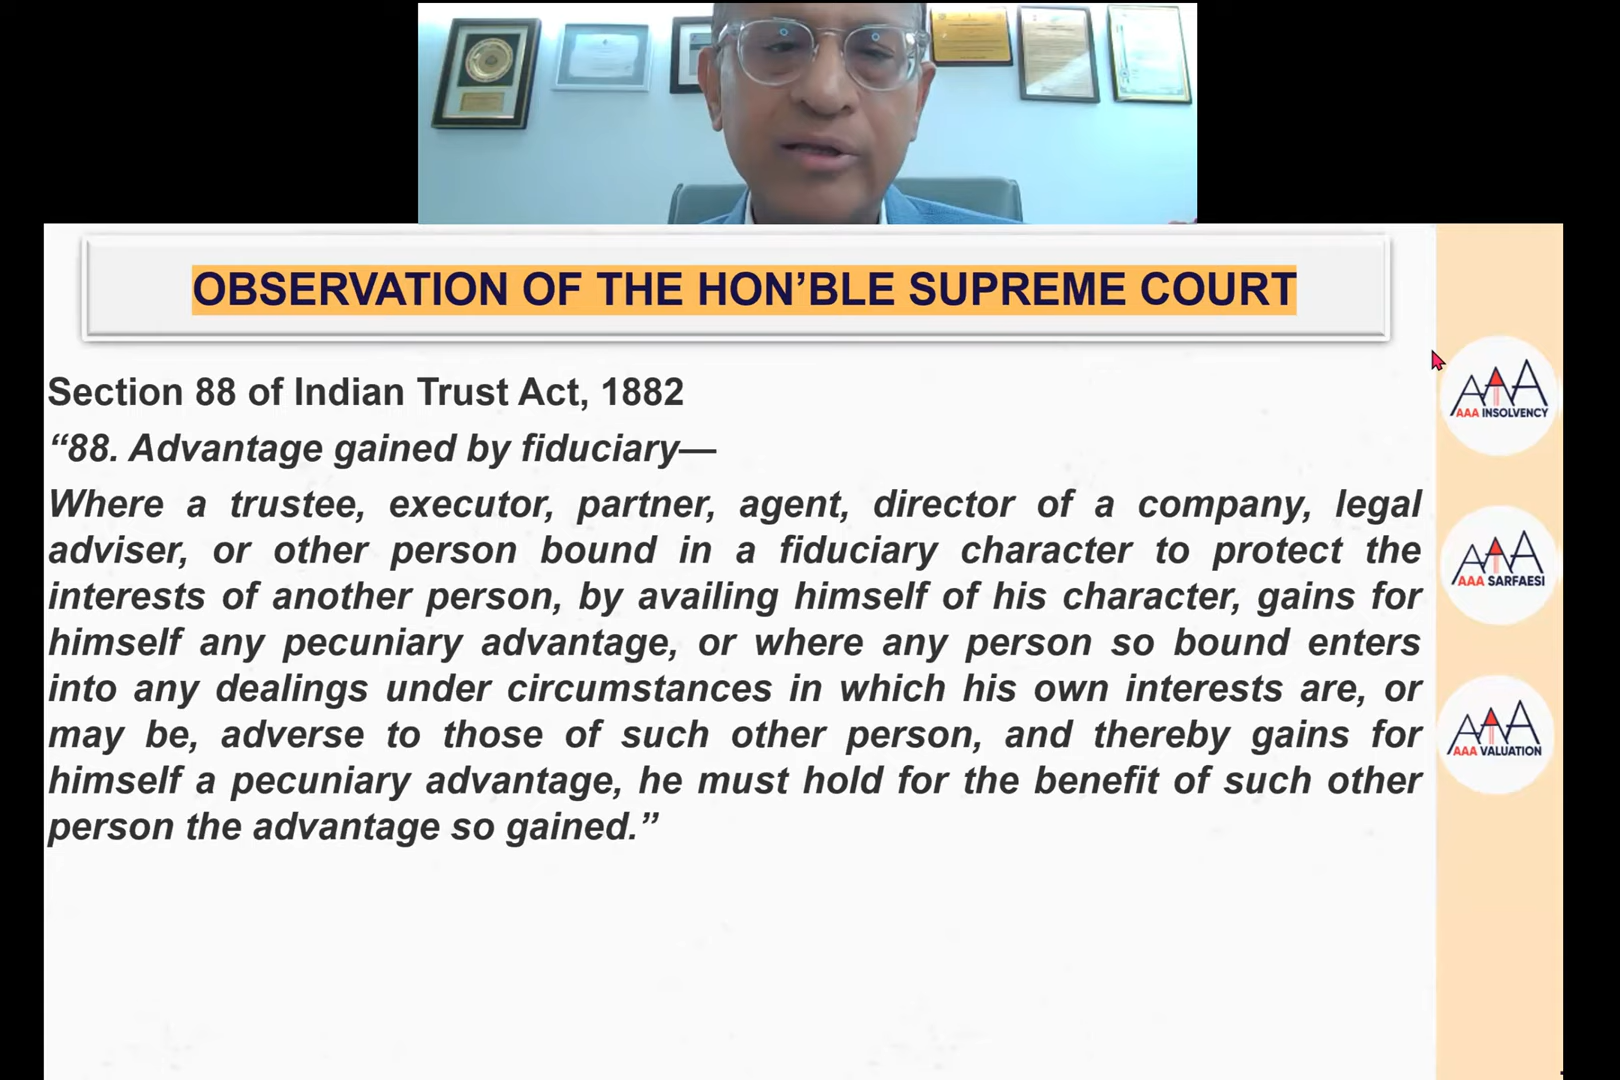 OBSERVATION OF THE HON’BLE SUPREME COURT
Section 88 of Indian Trust Act, 1882
“88. Advantage gained by fiduciary—
Where a trustee, executor, partner, agent, director of a company, legal
adviser, or other person bound in a fiduciary character to protect the
interests of another person, by availing himself of his character, gains for
himself any pecuniary advantage, or where any person so bound enters
into any dealings under circumstances in which his own interests are, or
may be, adverse to those of such other person, and thereby gains for
himself a pecuniary advantage, he must hold for the benefit of such other
person the advantage so gained.”
AAA
AAA INSOLVENCY
AAA
AAA SARFAESI
AAA
AAA VALUATION